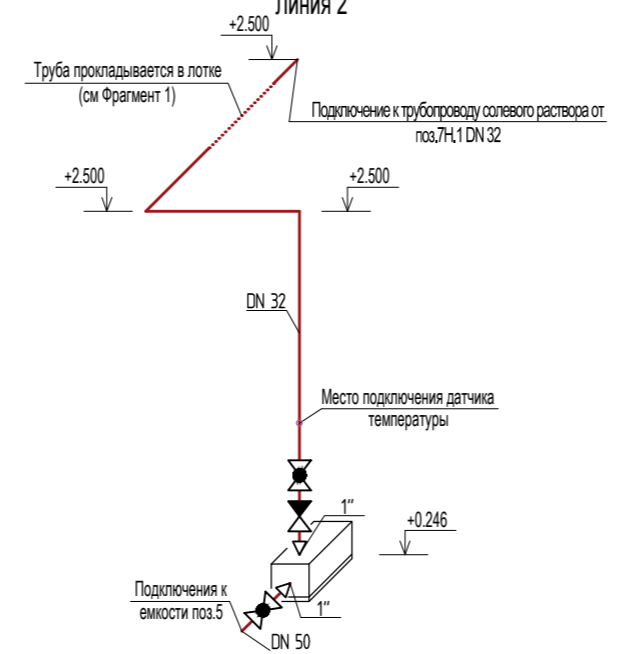 Линия 2
+2.500
Труба прокладывается в лотке
(см Фрагмент 1)
Подключение к трубопроводу солевого раствора от
поз.7Н.1 DN 32
+2.500
+2.500
DN 32
Место подключения датчика
температуры
1"
+0.246
Подключения к
емкости поз.5
1"
DN 50